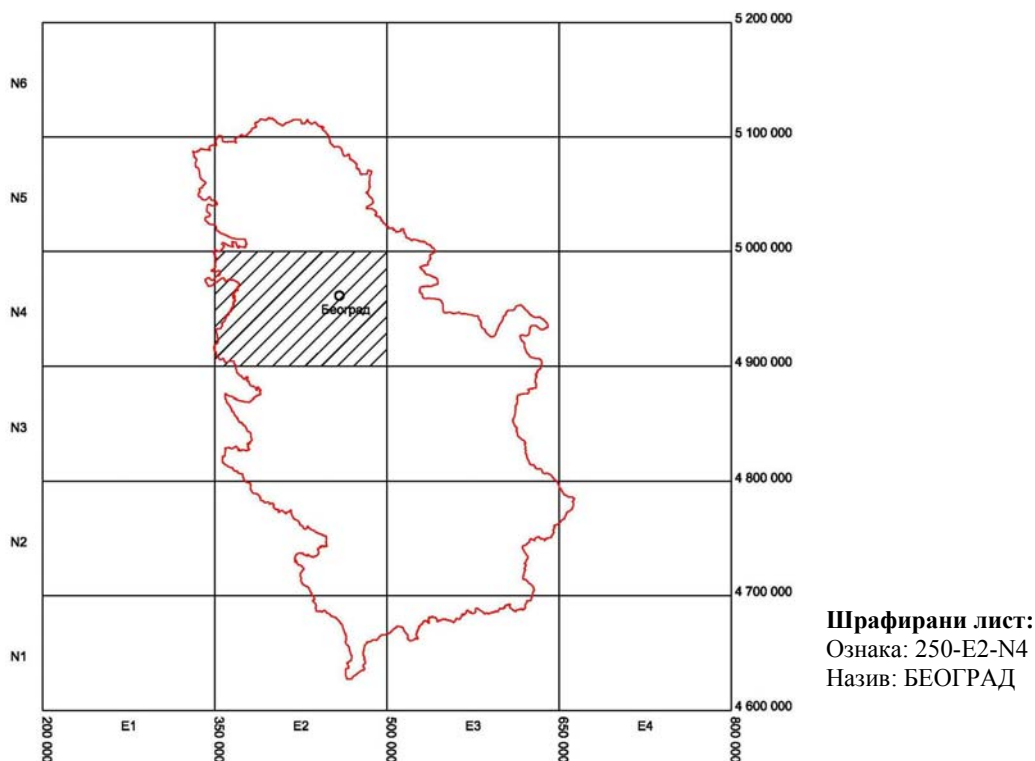 5 200 000
N6
5 100 000
N5
5 000 000
N4
Београд
4 900 000
N3
4 800 000
N2
4 700 000
N1
4 600 000
200 000
E1
350 000
E2
500 000
E3
650 000
E4
800 000
Шрафирани лист:
Ознака: 250-E2-N4
Назив: БЕОГРАД